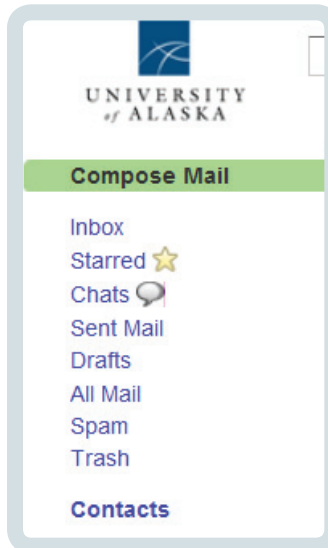 UNIVERSITY
of ALASKA
Compose Mail
Inbox
Starred
Chats
Sent Mail
Drafts
All Mail
Spam
Trash
Contacts